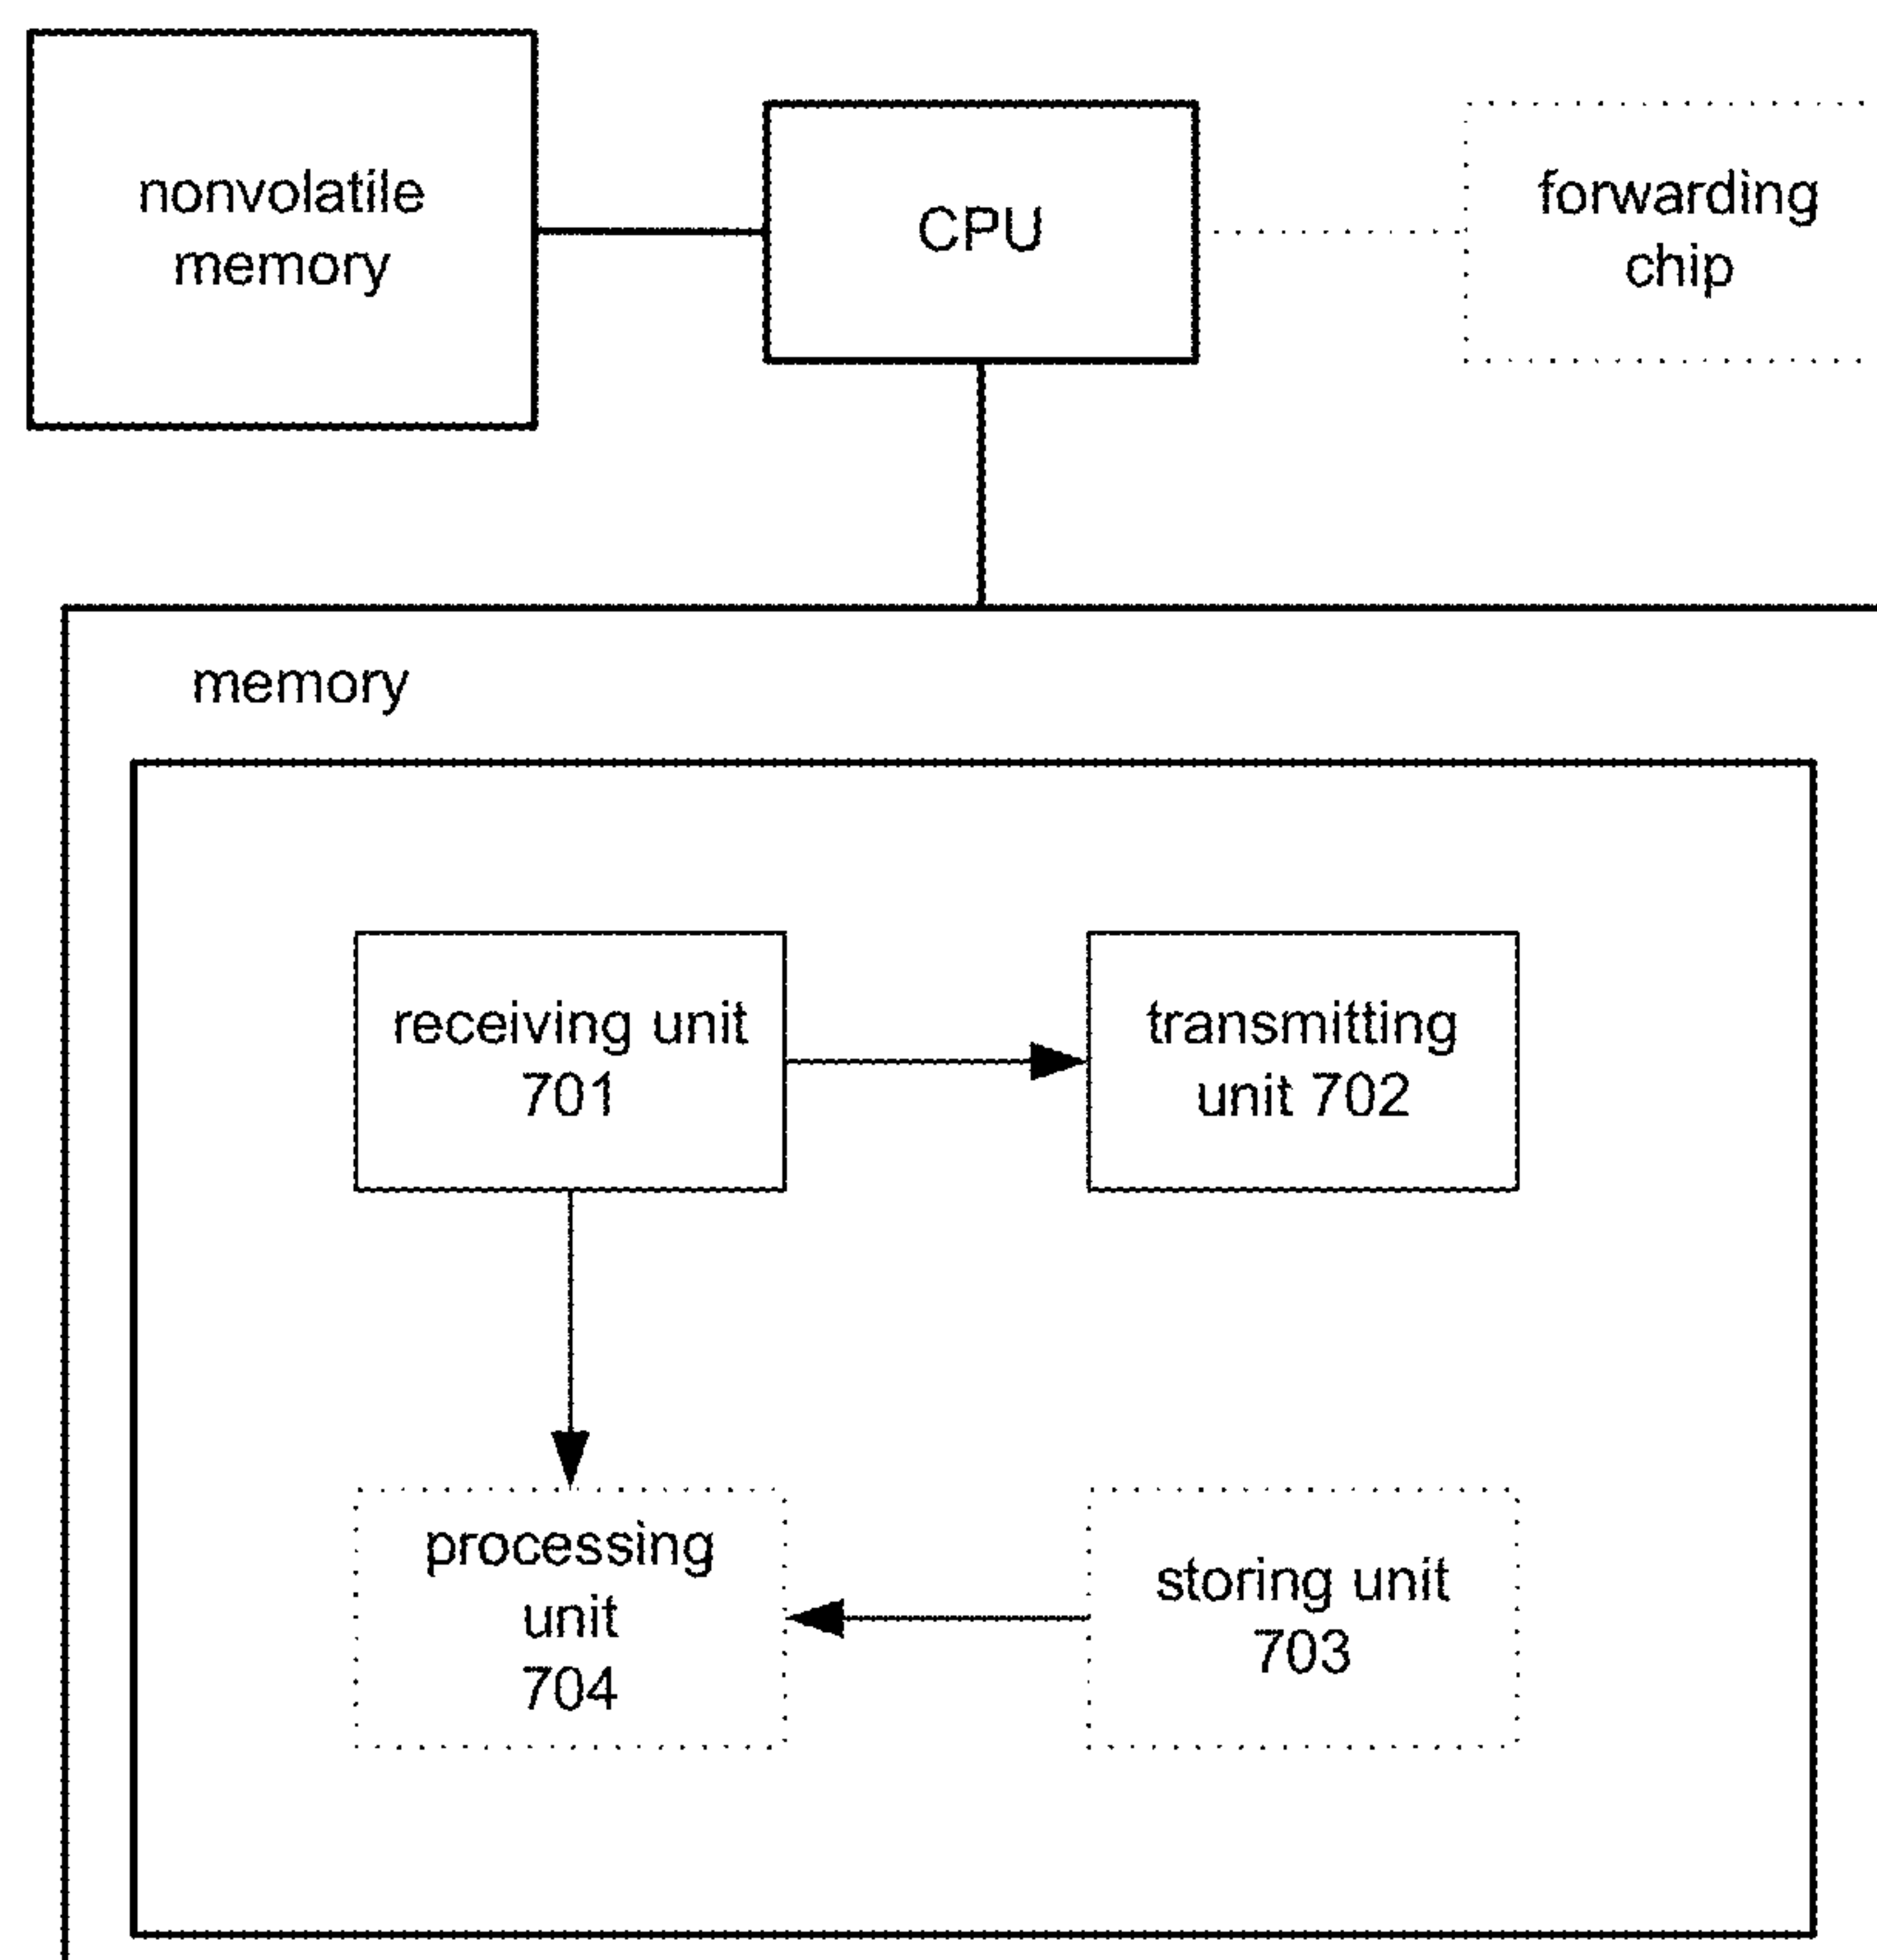 nonvolatile
memory
CPU
forwarding
chip
memory
receiving unit
701
transmitting
unit 702
processing
unit
704
storing unit
703